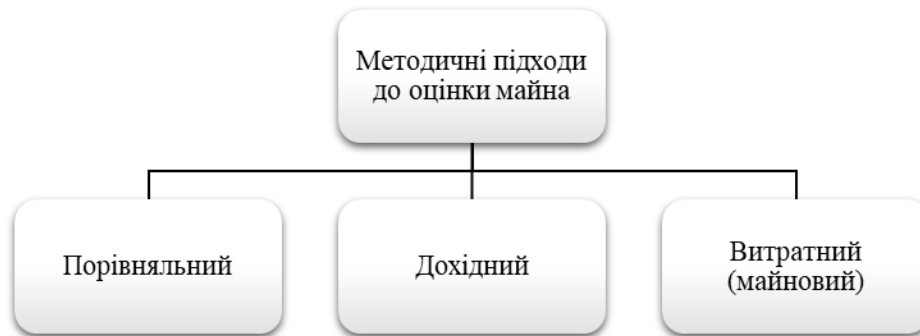 Методичні підходи
до оцінки майна
Порівняльний
Дохідний
Витратний
(майновий)